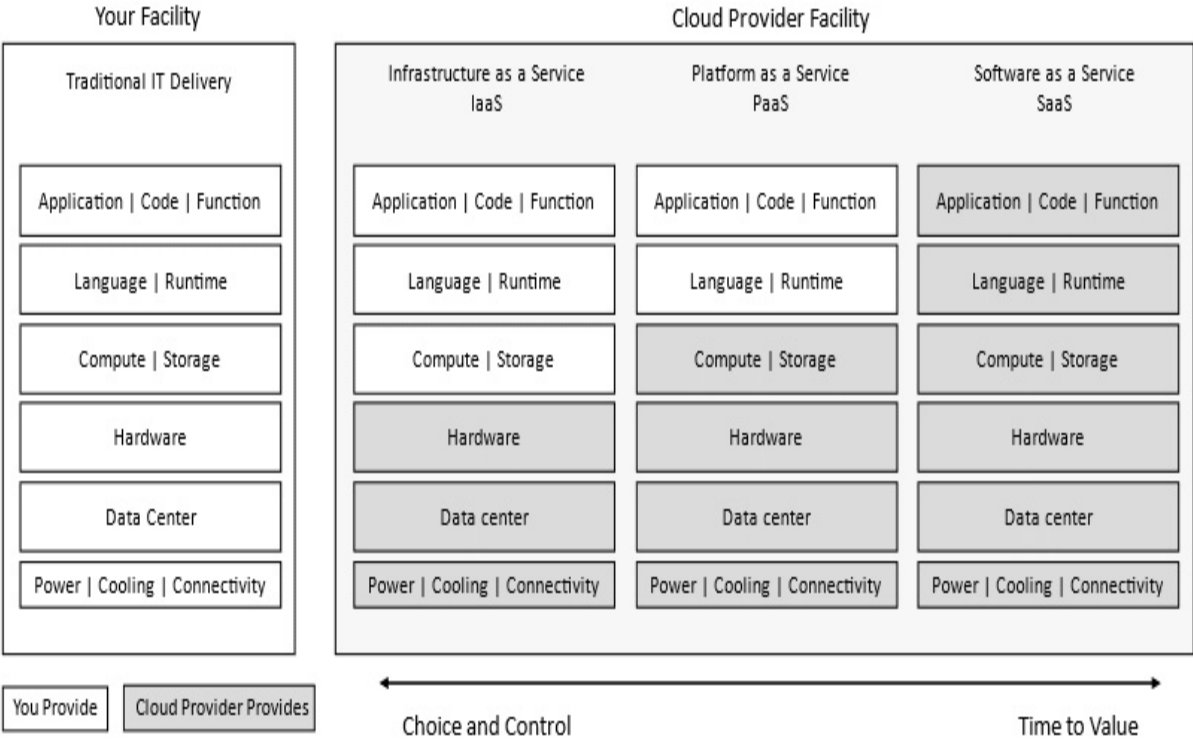 Your Facility
Cloud Provider Facility
Traditional IT Delivery
Application | Code | Function
Language | Runtime
Compute | Storage
Hardware
Data Center
Power | Cooling | Connectivity
Infrastructure as a Service
IaaS
Application | Code | Function
Language | Runtime
Compute | Storage
Hardware
Data center
Power | Cooling | Connectivity
Platform as a Service
PaaS
Application | Code | Function
Language | Runtime
Compute | Storage
Hardware
Data center
Power | Cooling | Connectivity
Software as a Service
SaaS
Application | Code | Function
Language | Runtime
Compute | Storage
Hardware
Data center
Power | Cooling | Connectivity
You Provide
Cloud Provider Provides
Choice and Control
Time to Value